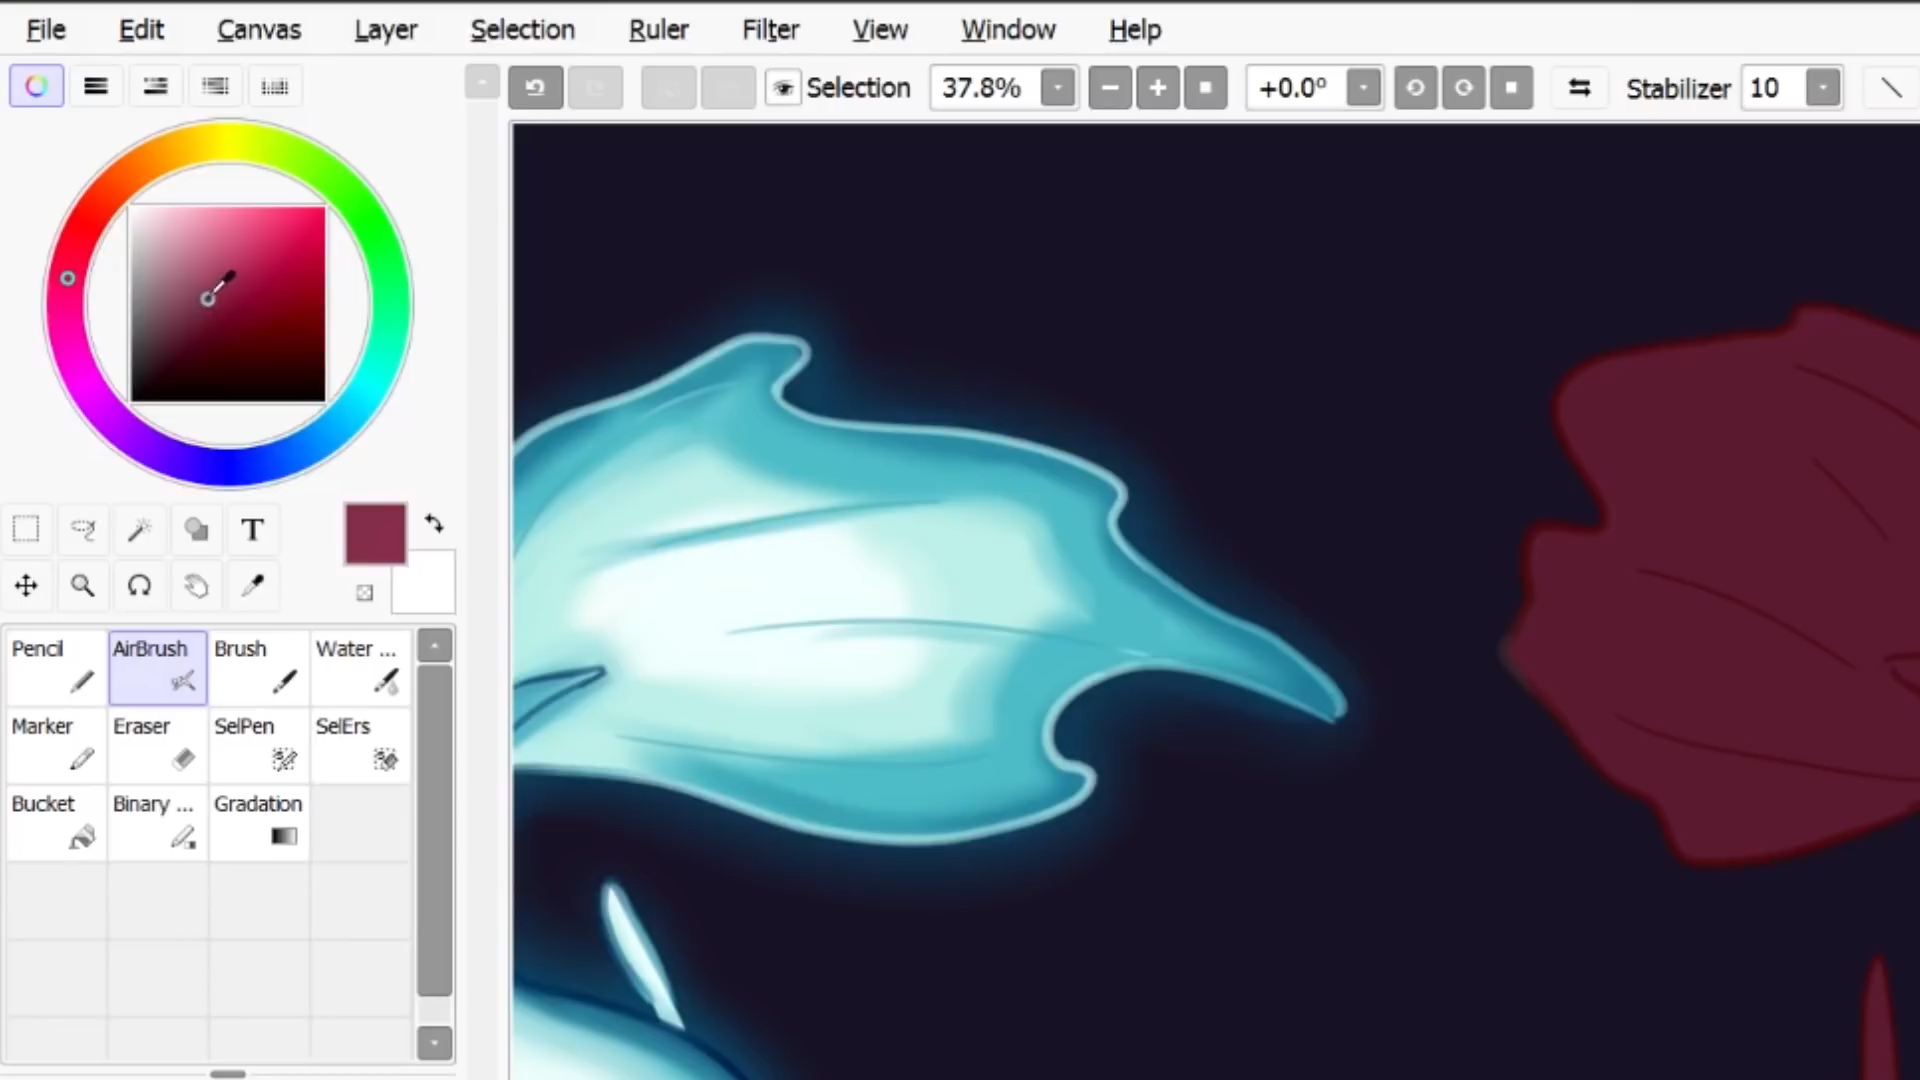 File Edit Canvas Layer Selection Ruler Filter View Window Help
Selection 37.8% +0.0º Stabilizer 10
T
Pencil AirBrush Brush Water ...
Marker Eraser SelPen SelErs
Bucket Binary ... Gradation